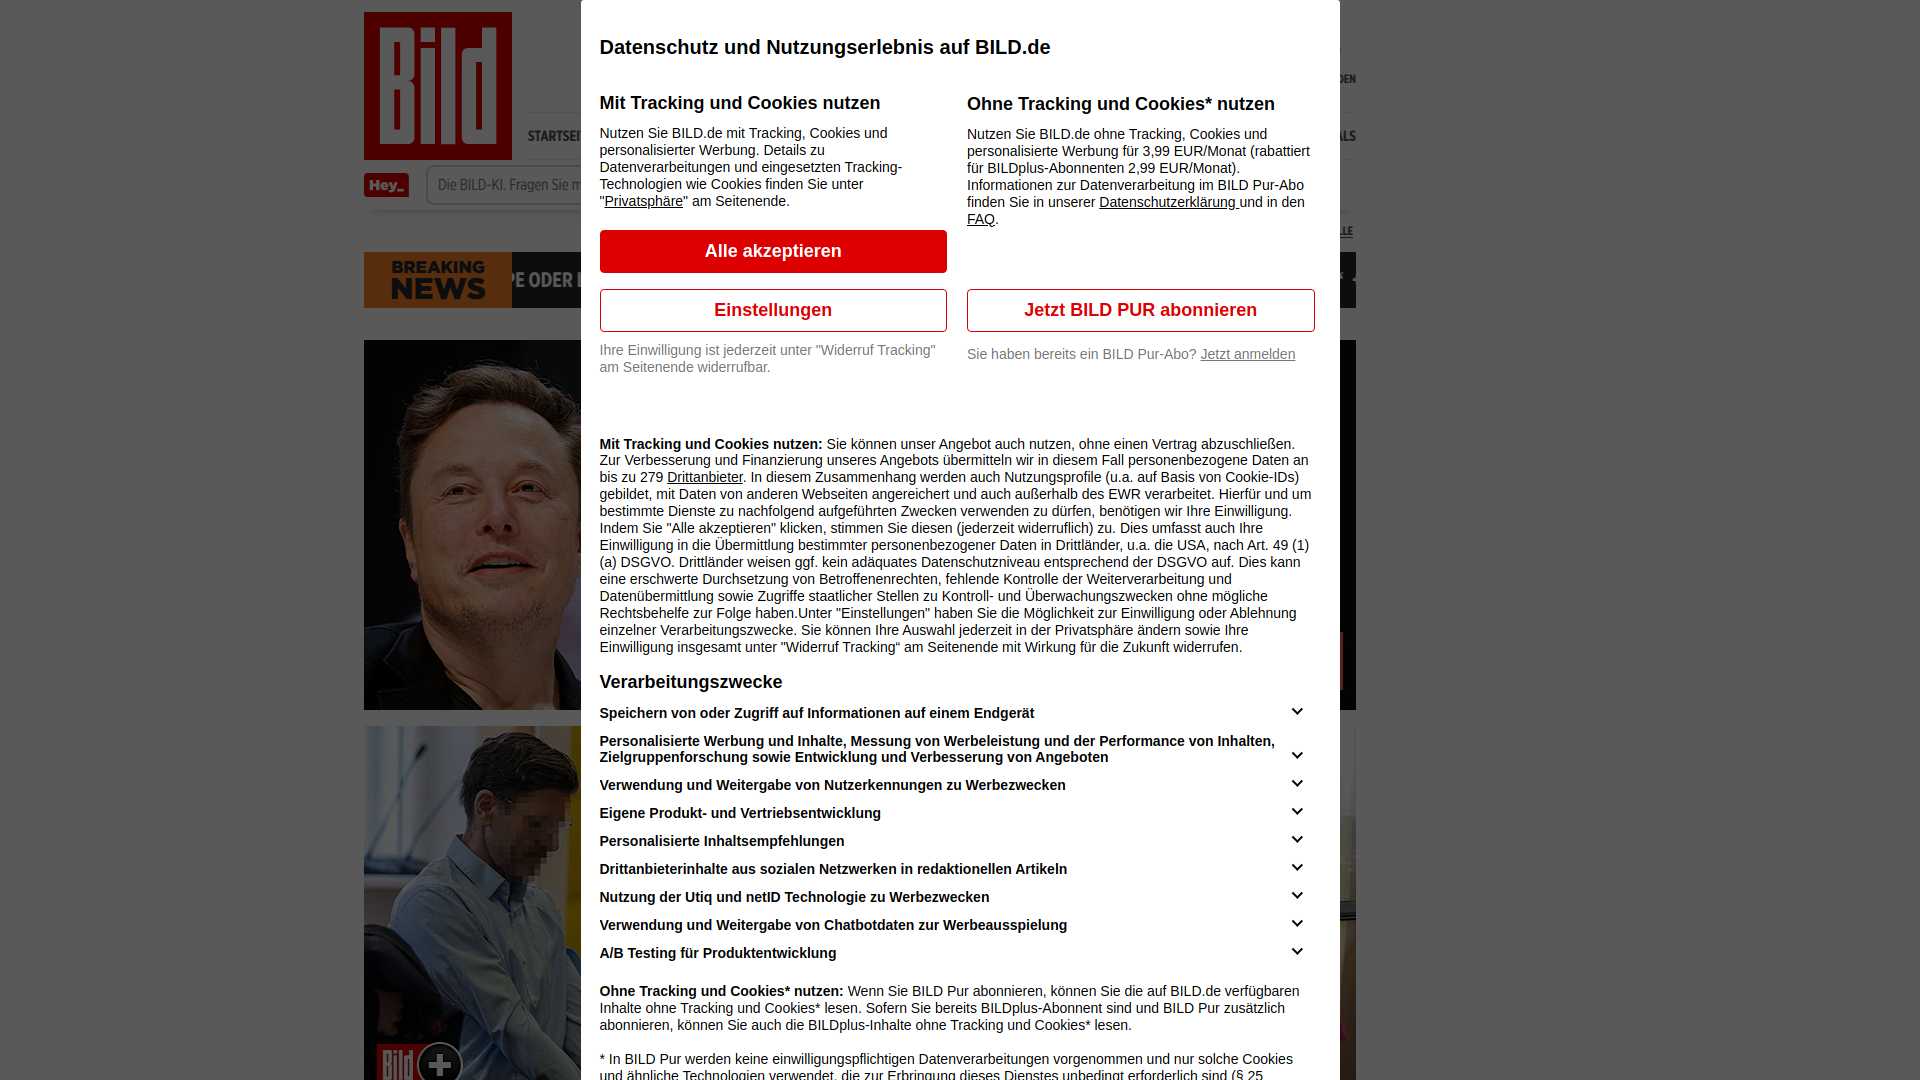 Bild
STARTSEI
Hey_
Die BILD-KI. Fragen Sie m
BREAKING
NEWS
PE ODER
Datenschutz und Nutzungserlebnis auf BILD.de
Mit Tracking und Cookies nutzen
Nutzen Sie BILD.de mit Tracking, Cookies und
personalisierter Werbung. Details zu
Datenverarbeitungen und eingesetzten Tracking-
Technologien wie Cookies finden Sie unter
"Privatsphäre" am Seitenende.
Alle akzeptieren
Einstellungen
Ihre Einwilligung ist jederzeit unter "Widerruf Tracking"
am Seitenende widerrufbar.
Ohne Tracking und Cookies* nutzen
Nutzen Sie BILD.de ohne Tracking, Cookies und
personalisierte Werbung für 3,99 EUR/Monat (rabattiert
für BILDplus-Abonnenten 2,99 EUR/Monat).
Informationen zur Datenverarbeitung im BILD Pur-Abo
finden Sie in unserer Datenschutzerklärung und in den
FAQ.
Jetzt BILD PUR abonnieren
Sie haben bereits ein BILD Pur-Abo? Jetzt anmelden
Mit Tracking und Cookies nutzen: Sie können unser Angebot auch nutzen, ohne einen Vertrag abzuschließen.
Zur Verbesserung und Finanzierung unseres Angebots übermitteln wir in diesem Fall personenbezogene Daten an
bis zu 279 Drittanbieter. In diesem Zusammenhang werden auch Nutzungsprofile (u.a. auf Basis von Cookie-IDs)
gebildet, mit Daten von anderen Webseiten angereichert und auch außerhalb des EWR verarbeitet. Hierfür und um
bestimmte Dienste zu nachfolgend aufgeführten Zwecken verwenden zu dürfen, benötigen wir Ihre Einwilligung.
Indem Sie "Alle akzeptieren" klicken, stimmen Sie diesen (jederzeit widerruflich) zu. Dies umfasst auch Ihre
Einwilligung in die Übermittlung bestimmter personenbezogener Daten in Drittländer, u.a. die USA, nach Art. 49 (1)
(a) DSGVO. Drittländer weisen ggf. kein adäquates Datenschutzniveau entsprechend der DSGVO auf. Dies kann
eine erschwerte Durchsetzung von Betroffenenrechten, fehlende Kontrolle der Weiterverarbeitung und
Datenübermittlung sowie Zugriffe staatlicher Stellen zu Kontroll- und Überwachungszwecken ohne mögliche
Rechtsbehelfe zur Folge haben.Unter "Einstellungen" haben Sie die Möglichkeit zur Einwilligung oder Ablehnung
einzelner Verarbeitungszwecke. Sie können Ihre Auswahl jederzeit in der Privatsphäre ändern sowie Ihre
Einwilligung insgesamt unter "Widerruf Tracking“ am Seitenende mit Wirkung für die Zukunft widerrufen.
Verarbeitungszwecke
Speichern von oder Zugriff auf Informationen auf einem Endgerät
Personalisierte Werbung und Inhalte, Messung von Werbeleistung und der Performance von Inhalten,
Zielgruppenforschung sowie Entwicklung und Verbesserung von Angeboten
Verwendung und Weitergabe von Nutzerkennungen zu Werbezwecken
Eigene Produkt- und Vertriebsentwicklung
Personalisierte Inhaltsempfehlungen
Drittanbieterinhalte aus sozialen Netzwerken in redaktionellen Artikeln
Nutzung der Utiq und netID Technologie zu Werbezwecken
Verwendung und Weitergabe von Chatbotdaten zur Werbeausspielung
A/B Testing für Produktentwicklung
Ohne Tracking und Cookies* nutzen: Wenn Sie BILD Pur abonnieren, können Sie die auf BILD.de verfügbaren
Inhalte ohne Tracking und Cookies* lesen. Sofern Sie bereits BILDplus-Abonnent sind und BILD Pur zusätzlich
abonnieren, können Sie auch die BILDplus-Inhalte ohne Tracking und Cookies* lesen.
* In BILD Pur werden keine einwilligungspflichtigen Datenverarbeitungen vorgenommen und nur solche Cookies
und ähnliche Technologien verwendet, die zur Erbringung dieses Dienstes unbedingt erforderlich sind (§ 25
DEN
ALS
LLE
Bild